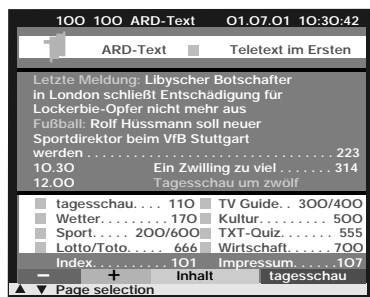 100 100 ARD-Text 01.07.01 10:30:42
ARD-Text Teletext im Ersten
Letzte Meldung: Libyscher Botschafter
in London schließt Entschädigung für
Lockerbie-Opfer nicht mehr aus
Fußball: Rolf Hüssmann soll neuer
Sportdirektor beim VfB Stuttgart
werden . . . . . . . . . . . . . . . . . . . . . . . . . . . . . . . 223
10.30 Ein Zwilling zu viel . . . . . . . 314
12.00 Tagesschau um zwölf
tagesschau. . . . 110 TV Guide. . 300/400
Wetter. . . . . . . . 170 Kultur. . . . . . . . . 500
Sport. . . . . 200/600 TXT-Quiz. . . . . . 555
Lotto/Toto. . . . . 666 Wirtschaft. . . . . . 700
Index. . . . . . . . . . 101 Impressum. . . . . . 107
− + Inhalt tagesschau
▲ ▼ Page selection